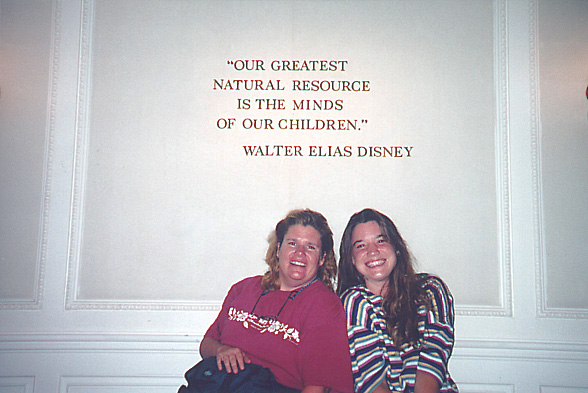 “OUR GREATEST
NATURAL RESOURCE
IS THE MINDS
OF OUR CHILDREN.”
WALTER ELIAS DISNEY